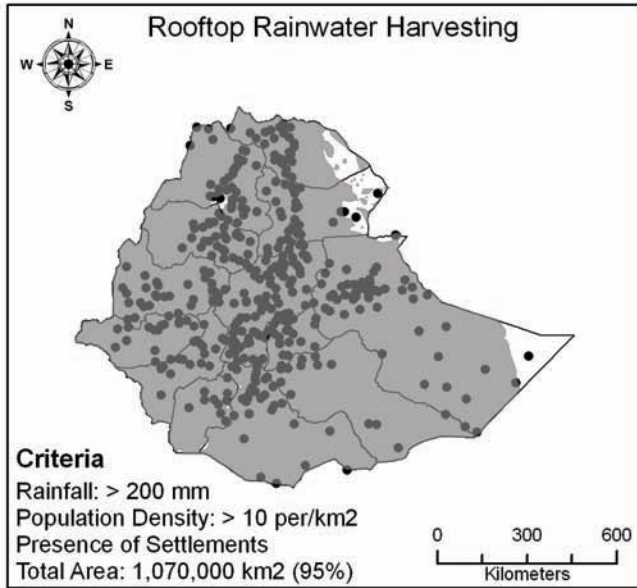 Rooftop Rainwater Harvesting
N
W E
S
Criteria
Rainfall: > 200 mm
Population Density: > 10 per/km2
Presence of Settlements
Total Area: 1,070,000 km2 (95%)
0 300 600
Kilometers